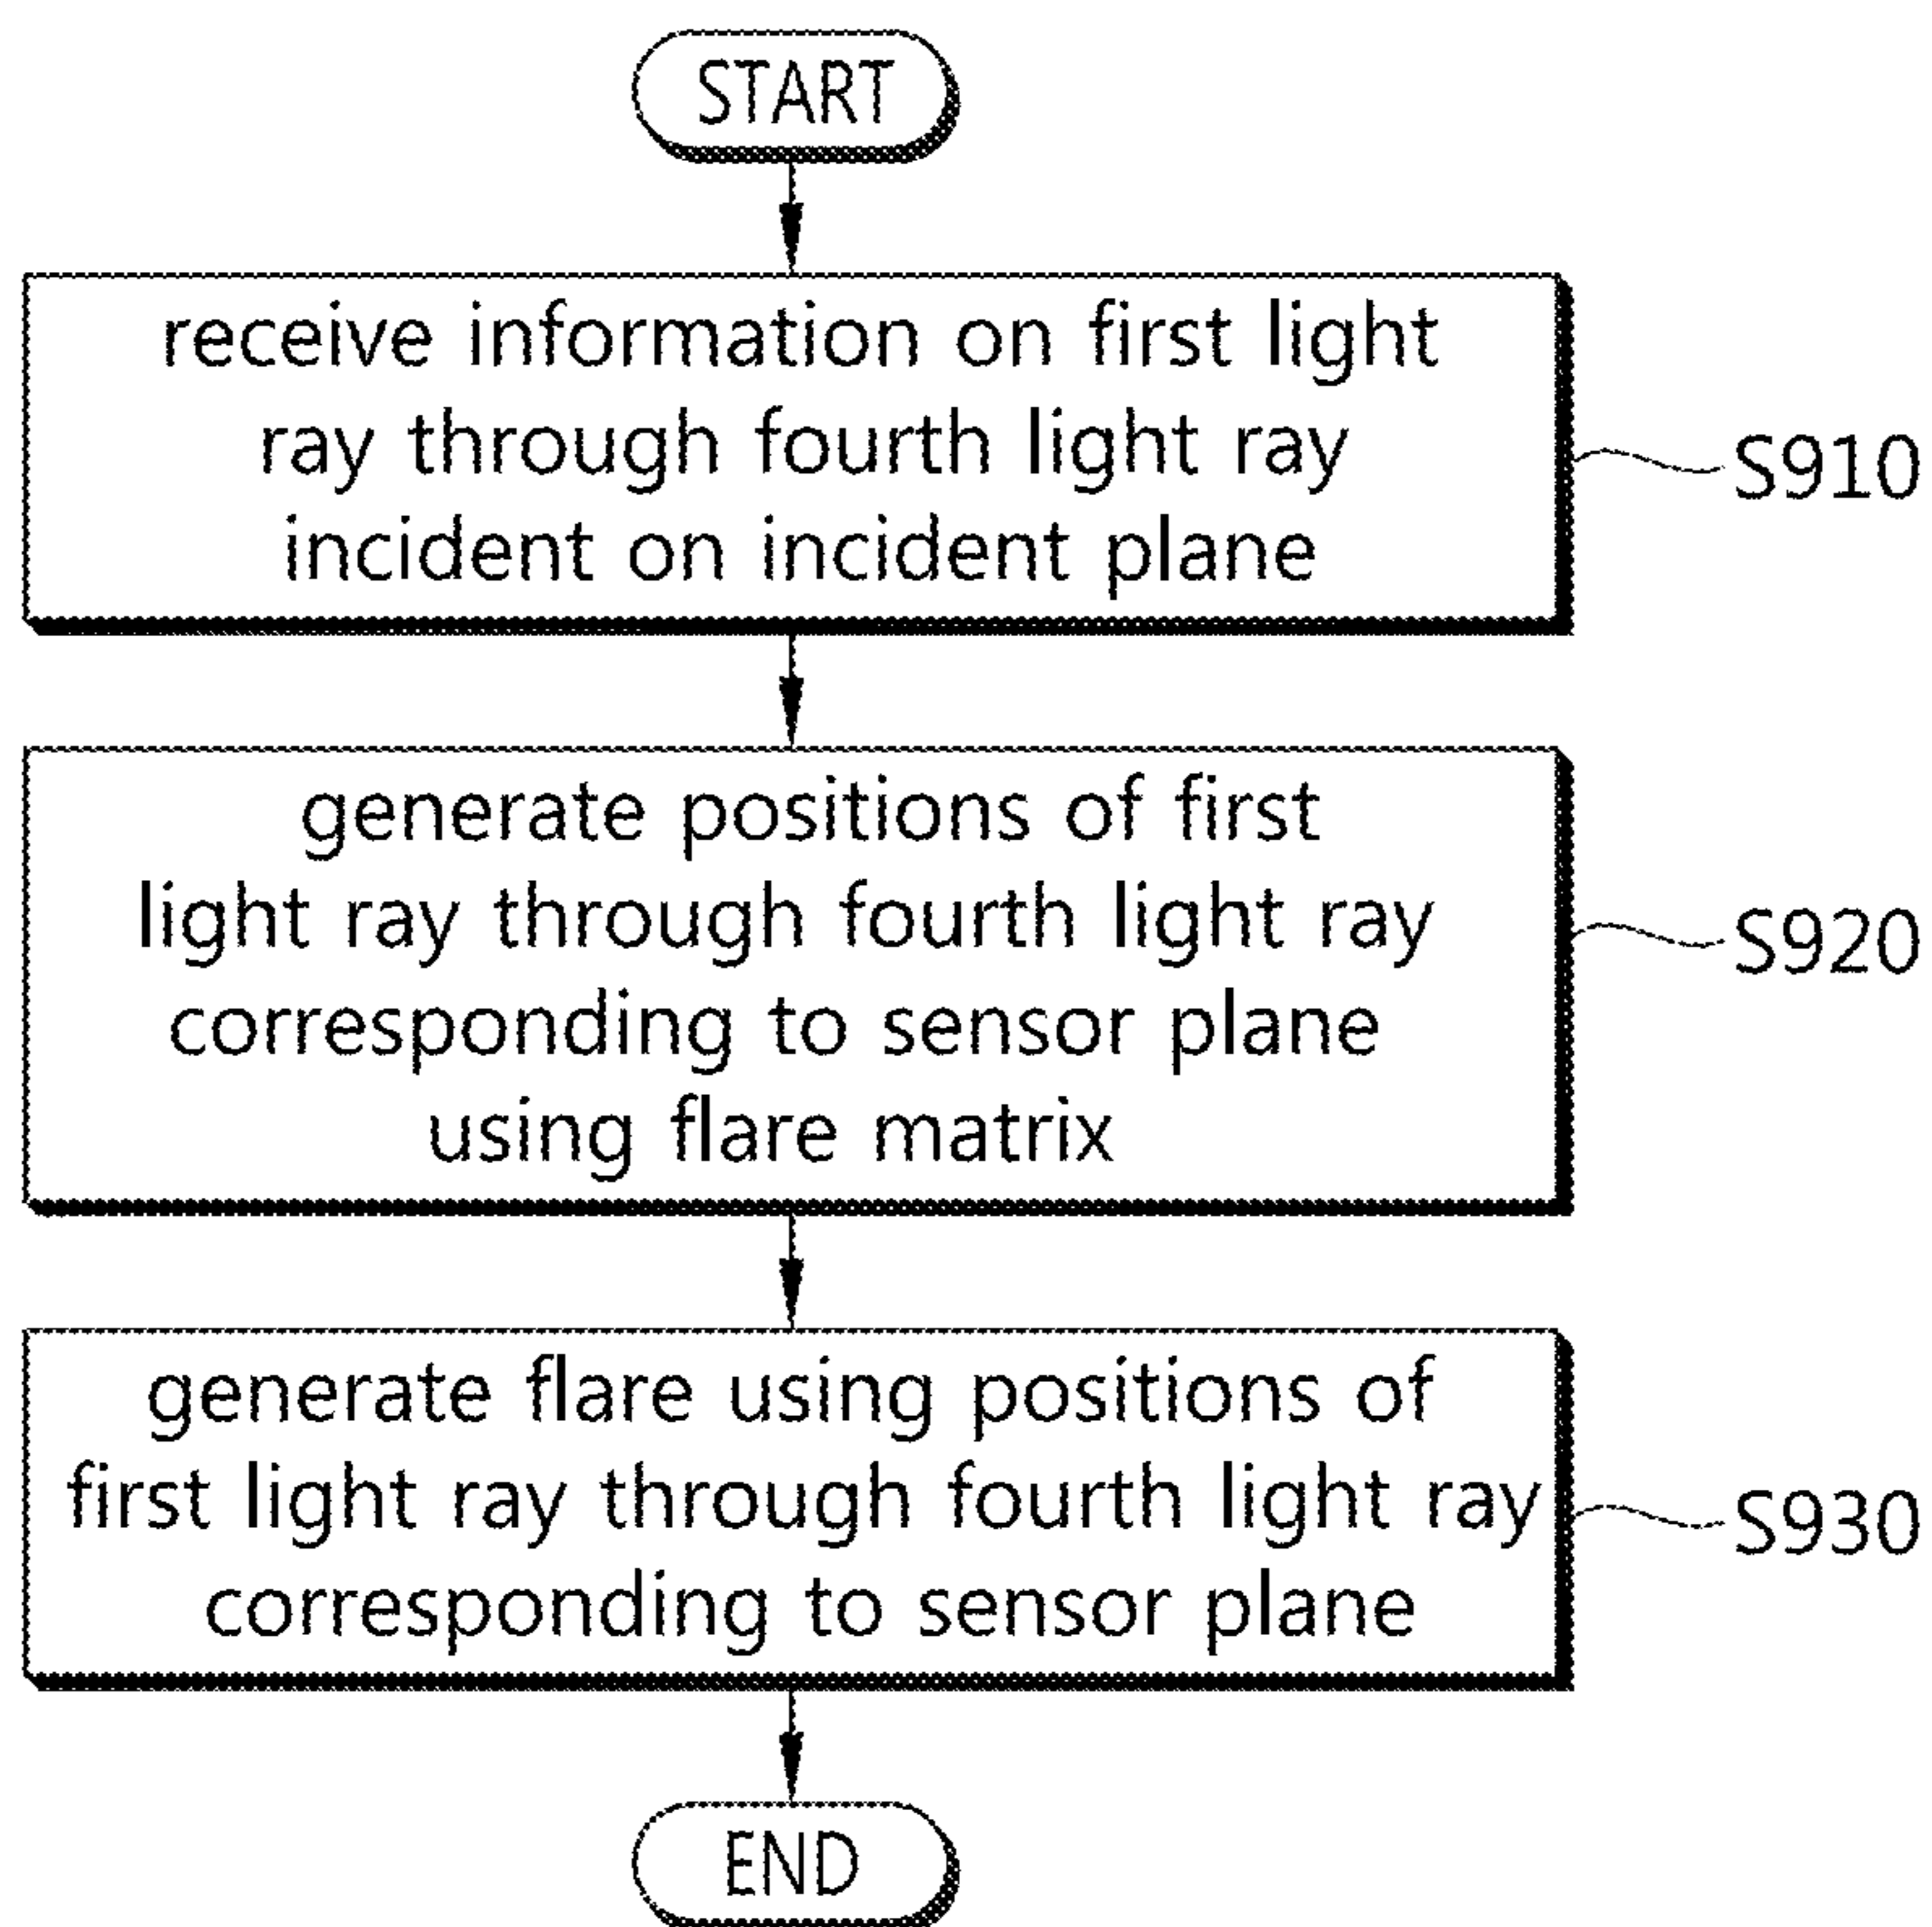 START
receive information on first light
ray through fourth light ray
incident on incident plane
S910
generate positions of first
light ray through fourth light ray
corresponding to sensor plane
using flare matrix
S920
generate flare using positions of
first light ray through fourth light ray
corresponding to sensor plane
S930
END